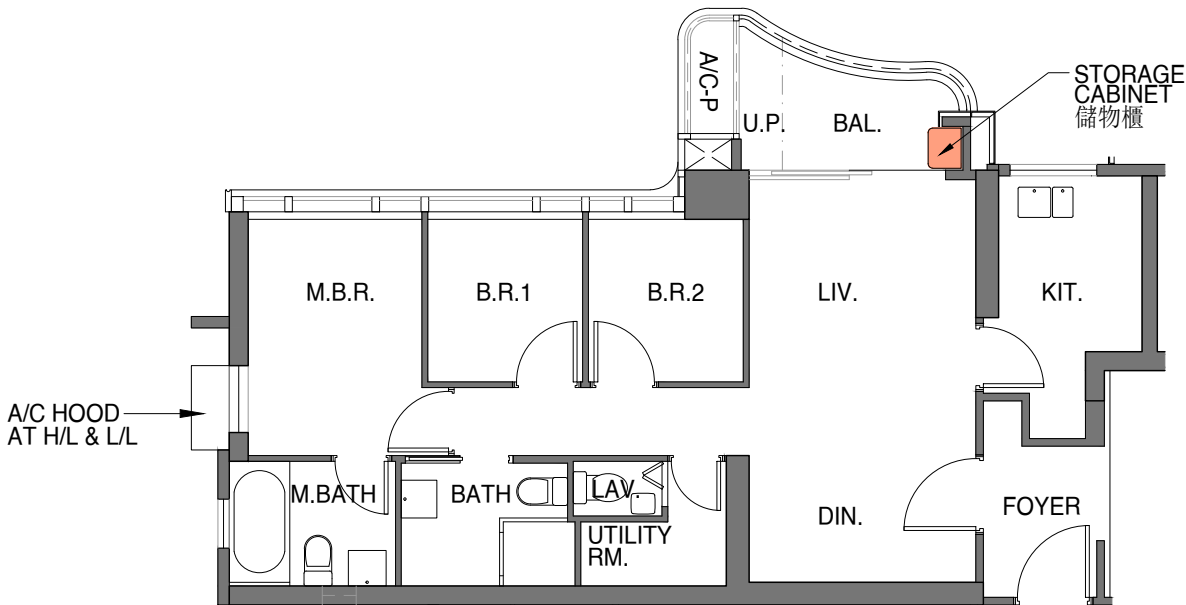 A/C-P
U.P.
BAL.
STORAGE
CABINET
儲物櫃
M.B.R.
B.R.1
B.R.2
LIV.
KIT.
A/C HOOD
AT H/L & L/L
M.BATH
BATH
LAV.
UTILITY
RM.
DIN.
FOYER